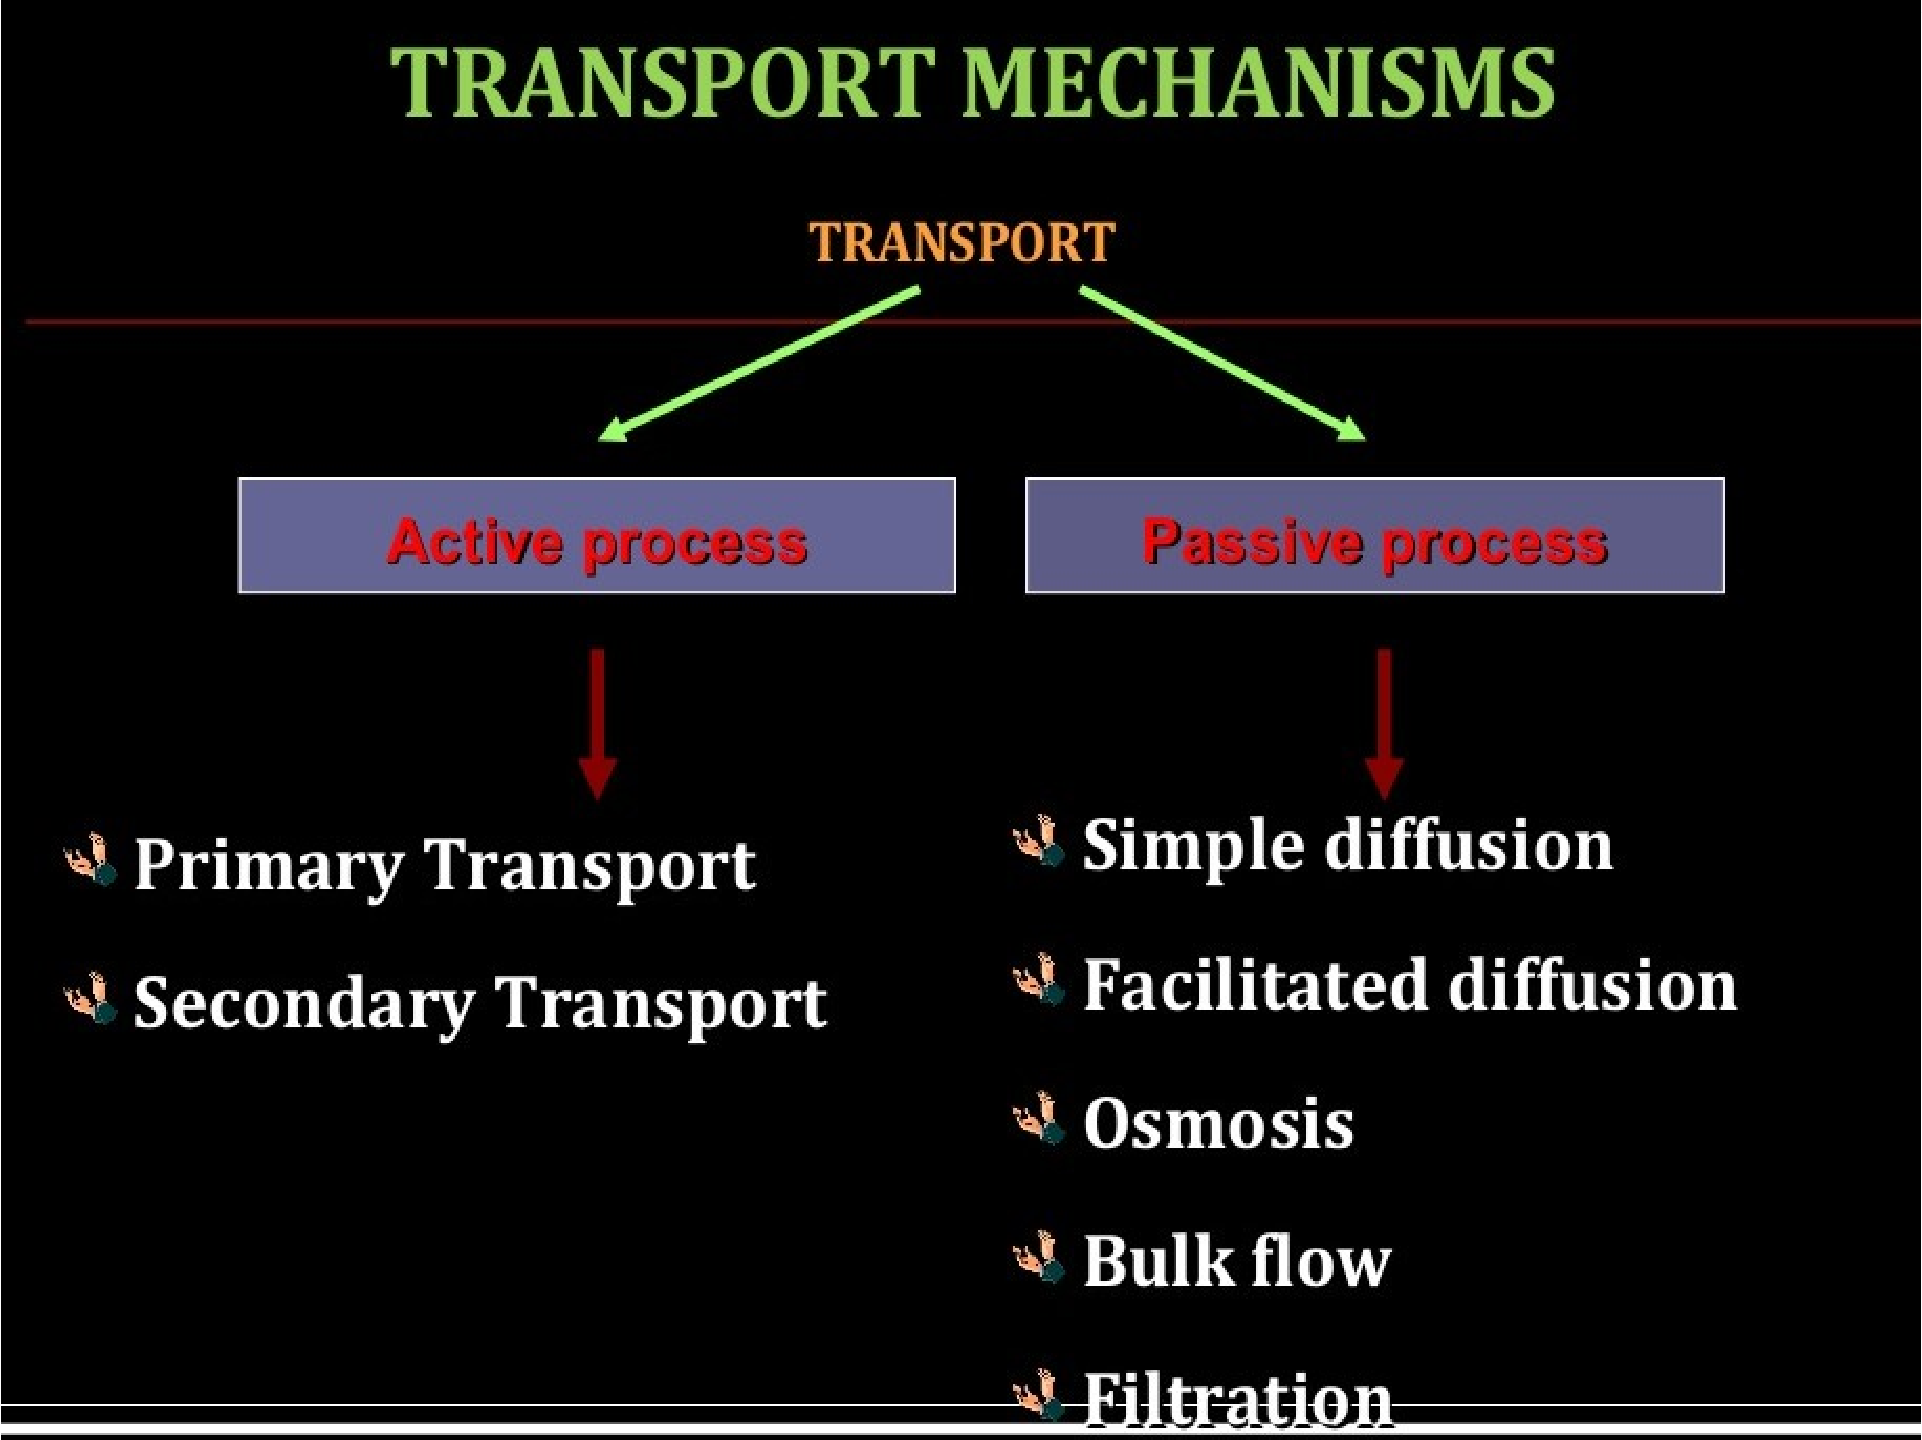 TRANSPORT MECHANISMS
TRANSPORT
Active process
Passive process
Primary Transport
Secondary Transport
Simple diffusion
Facilitated diffusion
Osmosis
Bulk flow
Filtration